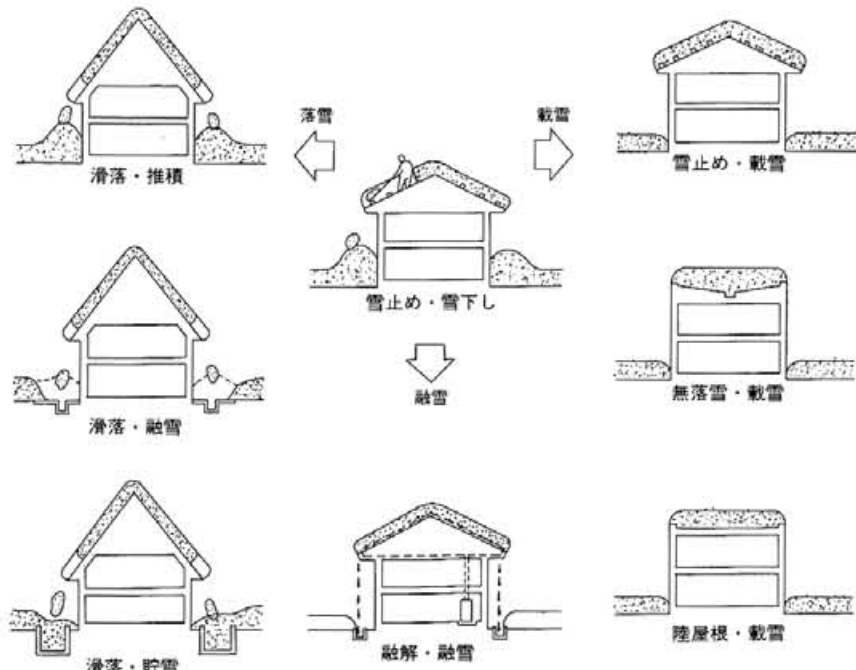 落雪
載雪
滑落・推積
雪止め・載雪
雪止め・雪下し
滑落・融雪
融雪
無落雪・載雪
滑落・貯雪
融解・融雪
陸屋根・載雪